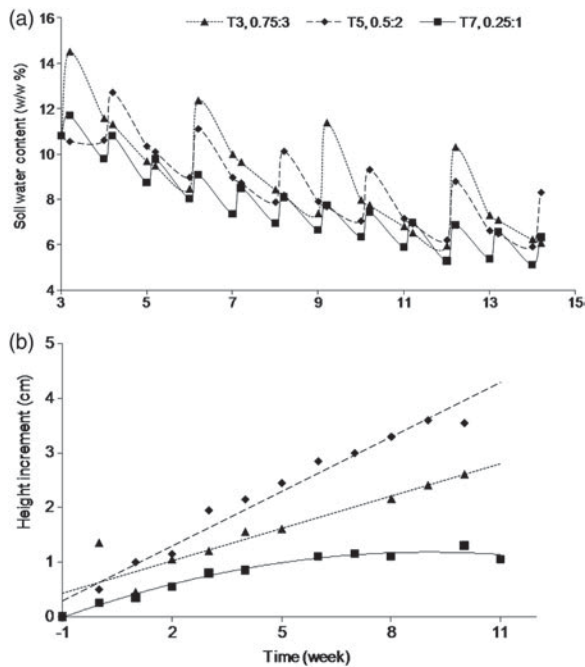 (a)
T3, 0.75:3 T5, 0.5:2 T7, 0.25:1
Soil water content (w/w %)
16
14
12
10
8
6
4
3 5 7 9 11 13 15
(b)
Height increment (cm)
5
4
3
2
1
0
-1 2 5 8 11
Time (week)